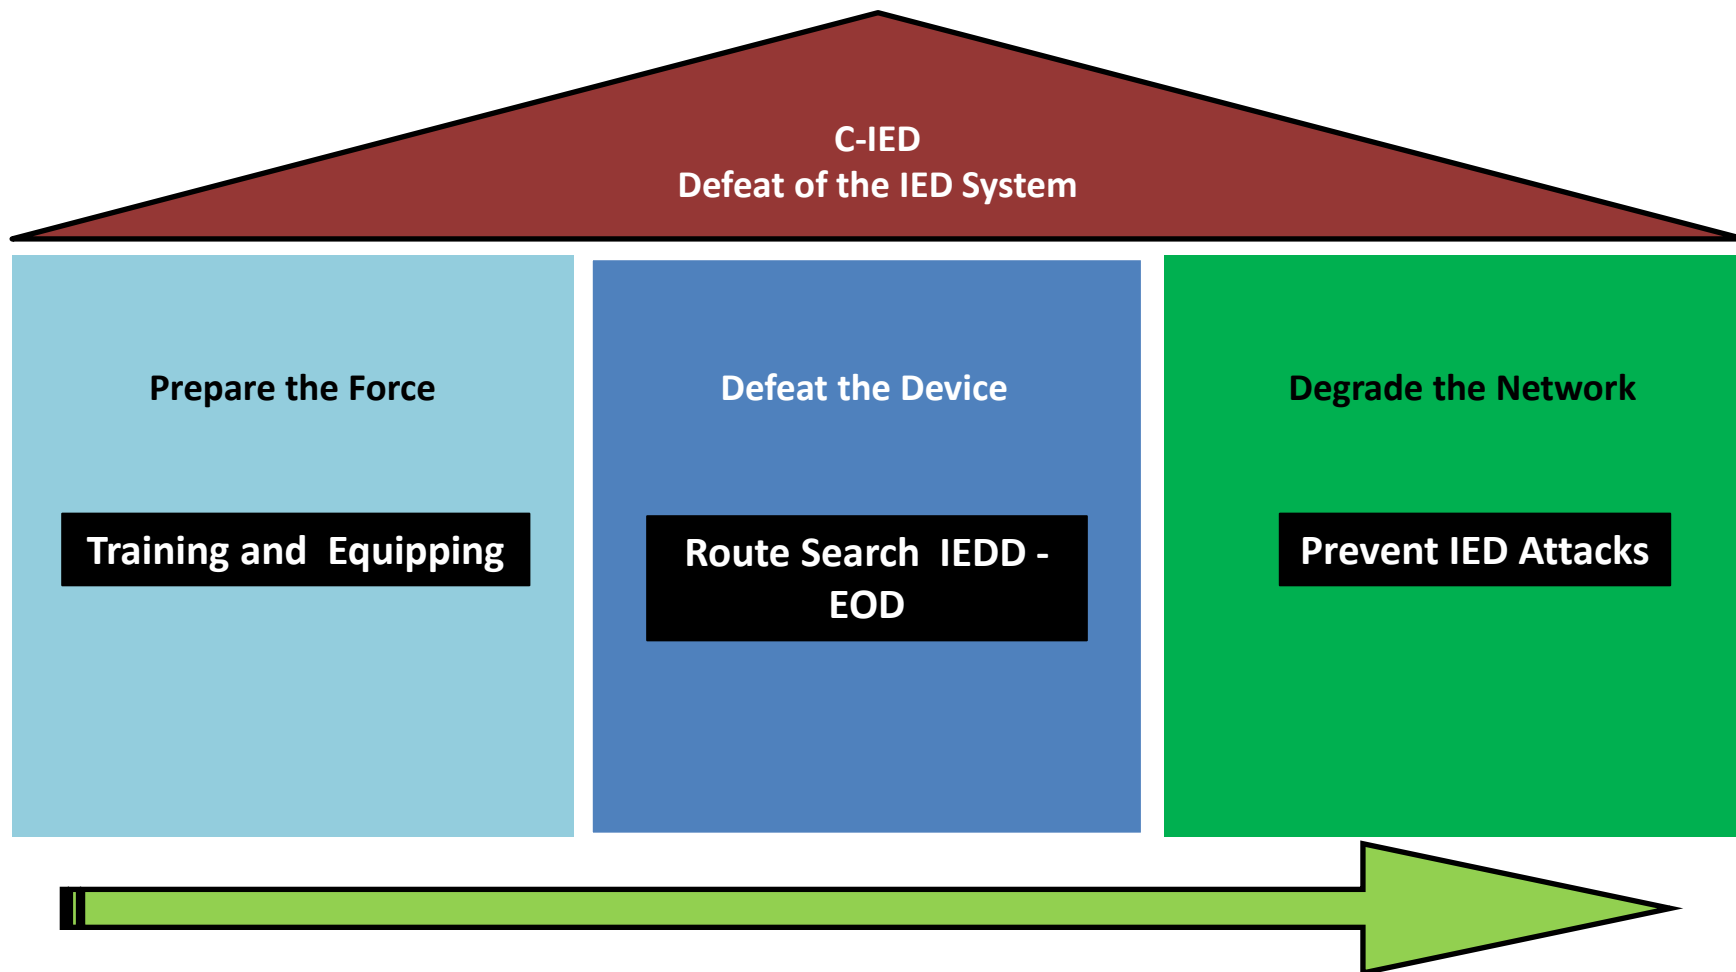 C-IED
Defeat of the IED System
Prepare the Force
Training and  Equipping
Defeat the Device
Route Search  IEDD -
EOD
Degrade the Network
Prevent IED Attacks